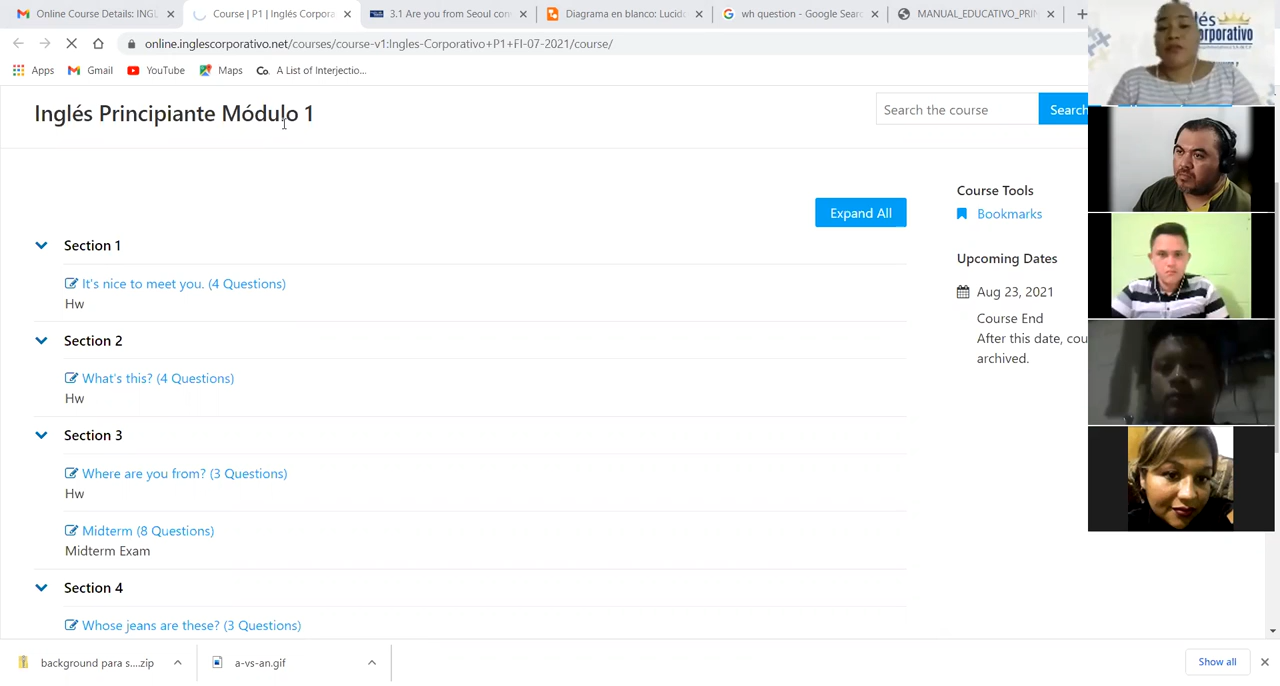 Online Course Details: INGL
Course | P1 | Inglés Corpora
3.1 Are you from Seoul con
Diagrama en blanco: Lucid
wh question - Google Sear
MANUAL_EDUCATIVO_PRI
online.inglescorporativo.net/courses/course-v1:Ingles-Corporativo+P1+FI-07-2021/course/
Apps
Gmail
YouTube
Maps
Co.
A List of Interjectio...
Inglés Principiante Módulo 1
Search the course
Search
Expand All
Course Tools
Bookmarks
Upcoming Dates
Aug 23, 2021
Course End
After this date, cou
archived.
Section 1
It's nice to meet you. (4 Questions)
Hw
Section 2
What's this? (4 Questions)
Hw
Section 3
Where are you from? (3 Questions)
Hw
Midterm (8 Questions)
Midterm Exam
Section 4
Whose jeans are these? (3 Questions)
background para s....zip
a-vs-an.gif
Show all